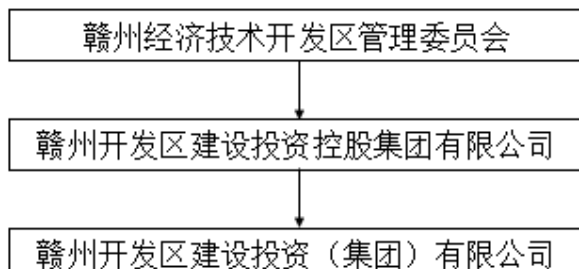 赣州经济技术开发区管理委员会
赣州开发区建设投资控股集团有限公司
赣州开发区建设投资（集团）有限公司